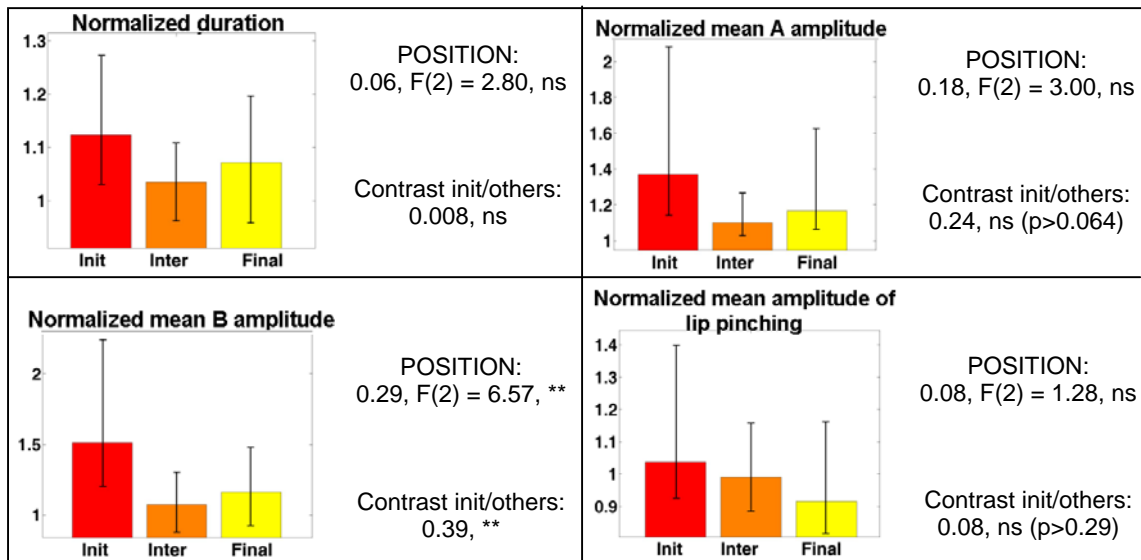 Normalized duration
1.3
1.2
1.1
1
Init Inter Final
POSITION:
0.06, F(2) = 2.80, ns
Contrast init/others:
0.008, ns
Normalized mean A amplitude
2
1.8
1.6
1.4
1.2
1
Init Inter Final
POSITION:
0.18, F(2) = 3.00, ns
Contrast init/others:
0.24, ns (p>0.064)
Normalized mean B amplitude
2
1.5
1
Init Inter Final
POSITION:
0.29, F(2) = 6.57, **
Contrast init/others:
0.39, **
Normalized mean amplitude of
lip pinching
1.4
1.3
1.2
1.1
1
0.9
Init Inter Final
POSITION:
0.08, F(2) = 1.28, ns
Contrast init/others:
0.08, ns (p>0.29)